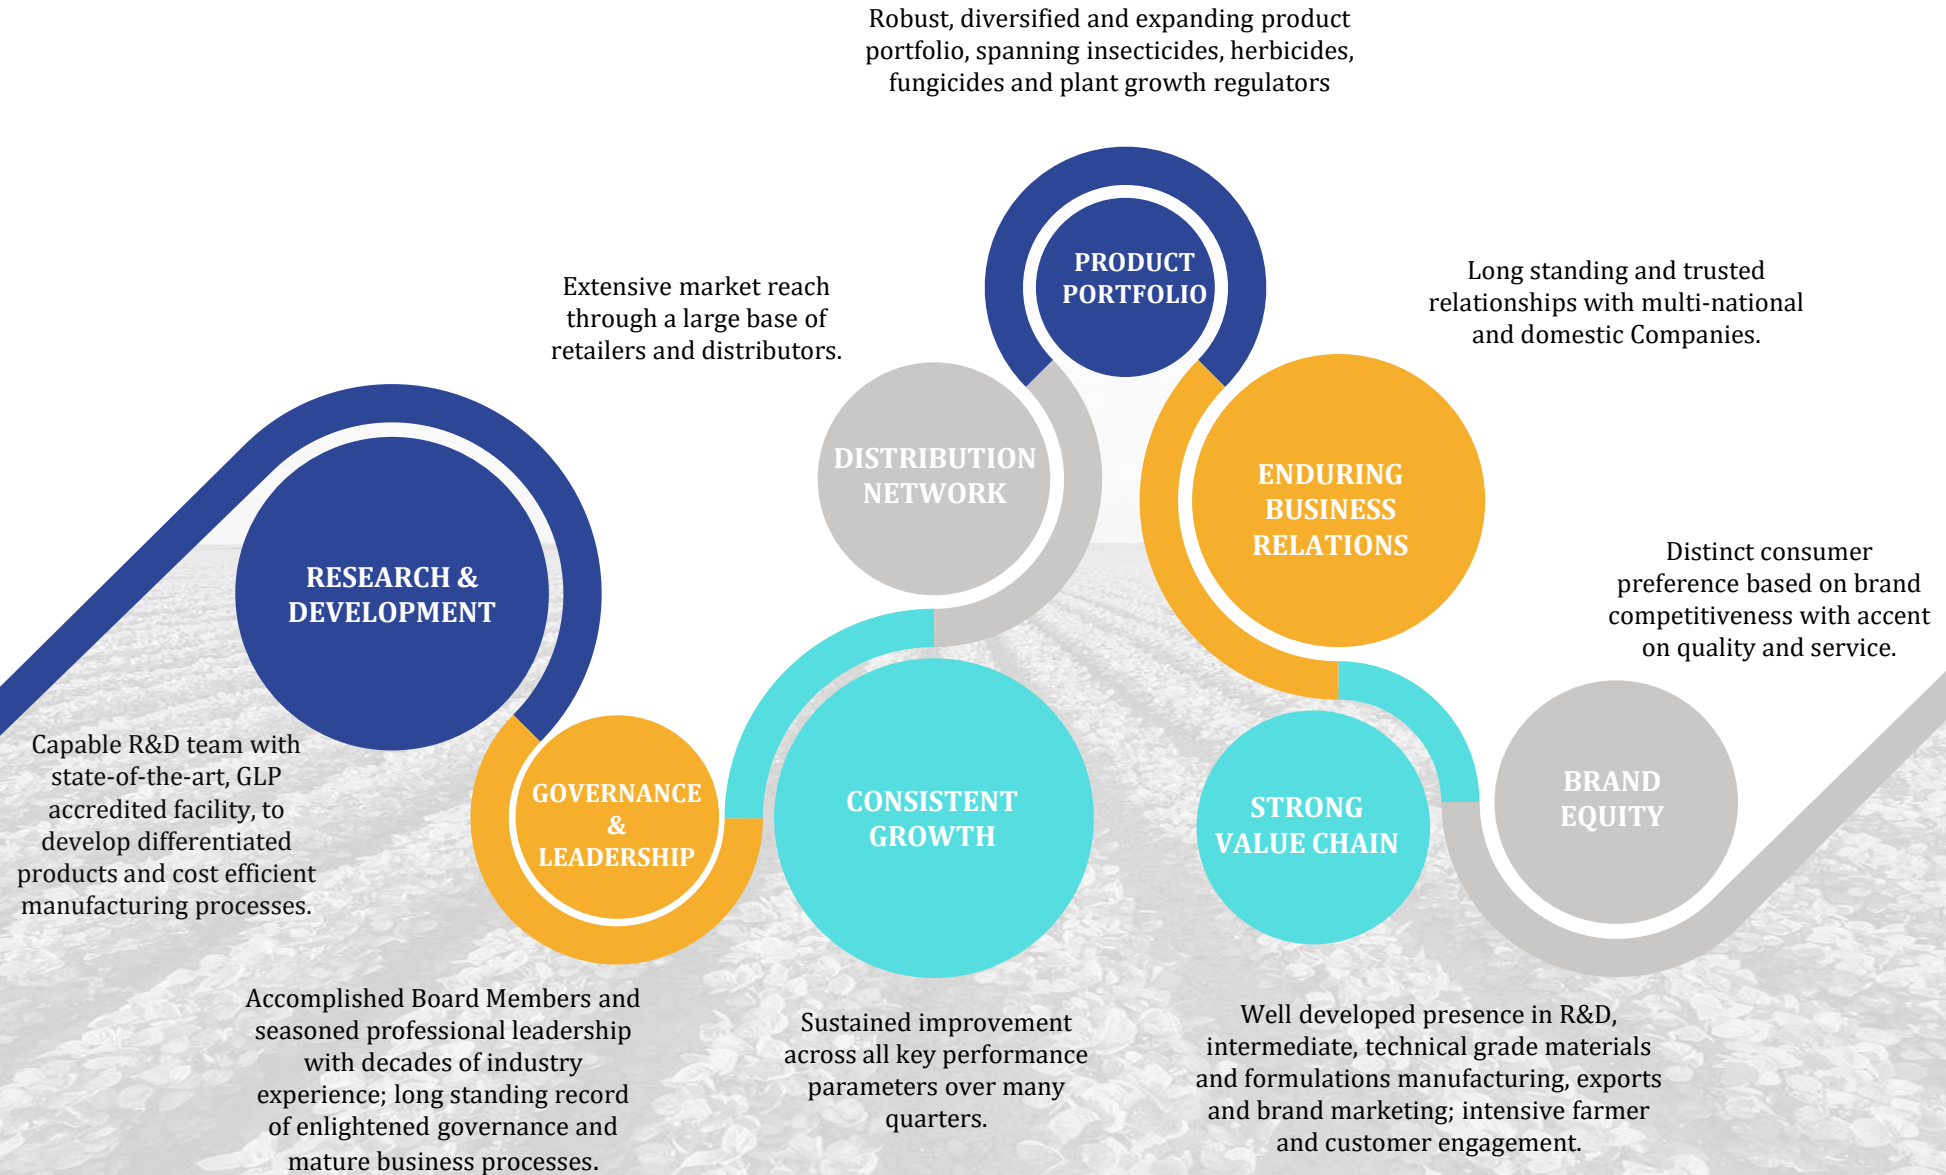 Robust, diversified and expanding product
portfolio, spanning insecticides, herbicides,
fungicides and plant growth regulators
PRODUCT
PORTFOLIO
Extensive market reach
through a large base of
retailers and distributors.
Long standing and trusted
relationships with multi-national
and domestic Companies.
DISTRIBUTION
NETWORK
ENDURING
BUSINESS
RELATIONS
RESEARCH &
DEVELOPMENT
Distinct consumer
preference based on brand
competitiveness with accent
on quality and service.
Capable R&D team with
state-of-the-art, GLP
accredited facility, to
develop differentiated
products and cost efficient
manufacturing processes.
GOVERNANCE
&
LEADERSHIP
CONSISTENT
GROWTH
STRONG
VALUE CHAIN
BRAND
EQUITY
Accomplished Board Members and
seasoned professional leadership
with decades of industry
experience; long standing record
of enlightened governance and
mature business processes.
Sustained improvement
across all key performance
parameters over many
quarters.
Well developed presence in R&D,
intermediate, technical grade materials
and formulations manufacturing, exports
and brand marketing; intensive farmer
and customer engagement.